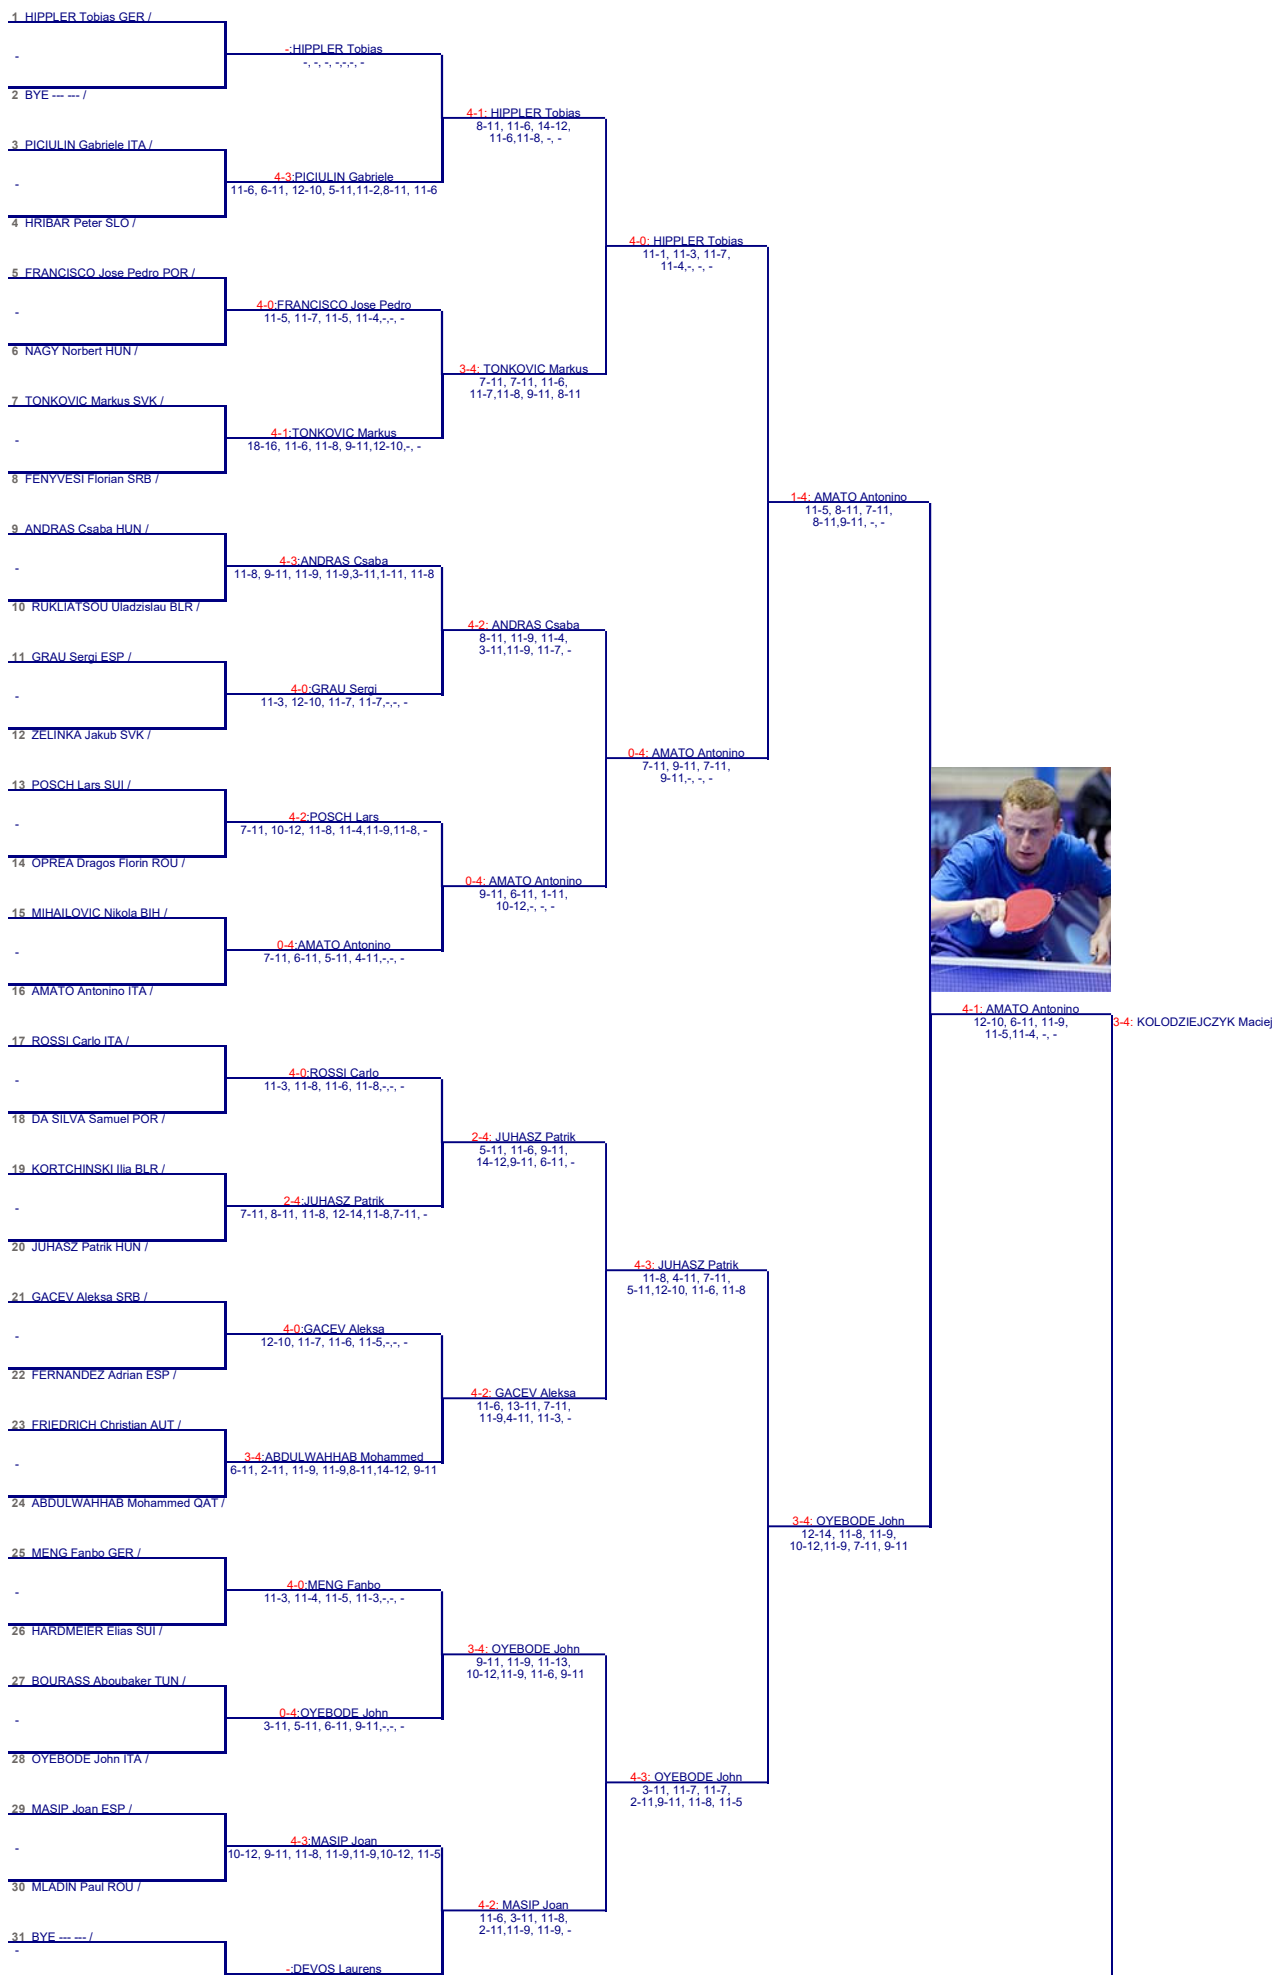 1 HIPPLER Tobias GER /
-
2 BYE --- --- /
3 PICIULIN Gabriele ITA /
-
4 HRIBAR Peter SLO /
5 FRANCISCO Jose Pedro POR /
-
6 NAGY Norbert HUN /
7 TONKOVIC Markus SVK /
-
8 FENYVESI Florian SRB /
9 ANDRAS Csaba HUN /
-
10 RUKLIATSOU Uladzislau BLR /
11 GRAU Sergi ESP /
-
12 ZELINKA Jakub SVK /
13 POSCH Lars SUI /
-
14 OPREA Dragos Florin ROU /
15 MIHAILOVIC Nikola BIH /
-
16 AMATO Antonino ITA /
17 ROSSI Carlo ITA /
-
18 DA SILVA Samuel POR /
19 KORTCHINSKI Ilia BLR /
-
20 JUHASZ Patrik HUN /
21 GACEV Aleksa SRB /
-
22 FERNANDEZ Adrian ESP /
23 FRIEDRICH Christian AUT /
-
24 ABDULWAHHAB Mohammed QAT /
25 MENG Fanbo GER /
-
26 HARDMEIER Elias SUI /
27 BOURASS Aboubaker TUN /
-
28 OYEBODE John ITA /
29 MASIP Joan ESP /
-
30 MLADIN Paul ROU /
31 BYE --- --- /
-
-:HIPPLER Tobias
-, -, -, -,-,-, -
4-3:PICIULIN Gabriele
11-6, 6-11, 12-10, 5-11,11-2,8-11, 11-6
4-0:FRANCISCO Jose Pedro
11-5, 11-7, 11-5, 11-4,-,-, -
4-1:TONKOVIC Markus
18-16, 11-6, 11-8, 9-11,12-10,-, -
4-3:ANDRAS Csaba
11-8, 9-11, 11-9, 11-9,3-11,1-11, 11-8
4-0:GRAU Sergi
11-3, 12-10, 11-7, 11-7,-,-, -
4-2:POSCH Lars
7-11, 10-12, 11-8, 11-4,11-9,11-8, -
0-4:AMATO Antonino
7-11, 6-11, 5-11, 4-11,-,-, -
4-0:ROSSI Carlo
11-3, 11-8, 11-6, 11-8,-,-, -
2-4:JUHASZ Patrik
7-11, 8-11, 11-8, 12-14,11-8,7-11, -
4-0:GACEV Aleksa
12-10, 11-7, 11-6, 11-5,-,-, -
3-4:ABDULWAHHAB Mohammed
6-11, 2-11, 11-9, 11-9,8-11,14-12, 9-11
4-0:MENG Fanbo
11-3, 11-4, 11-5, 11-3,-,-, -
0-4:OYEBODE John
3-11, 5-11, 6-11, 9-11,-,-, -
4-3:MASIP Joan
10-12, 9-11, 11-8, 11-9,11-9,10-12, 11-5
-:DEVOS Laurens
4-1: HIPPLER Tobias
8-11, 11-6, 14-12,
11-6,11-8, -, -
3-4: TONKOVIC Markus
7-11, 7-11, 11-6,
11-7,11-8, 9-11, 8-11
4-2: ANDRAS Csaba
8-11, 11-9, 11-4,
3-11,11-9, 11-7, -
0-4: AMATO Antonino
9-11, 6-11, 1-11,
10-12,-, -, -
2-4: JUHASZ Patrik
5-11, 11-6, 9-11,
14-12,9-11, 6-11, -
4-2: GACEV Aleksa
11-6, 13-11, 7-11,
11-9,4-11, 11-3, -
3-4: OYEBODE John
9-11, 11-9, 11-13,
10-12,11-9, 11-6, 9-11
4-2: MASIP Joan
11-6, 3-11, 11-8,
2-11,11-9, 11-9, -
4-0: HIPPLER Tobias
11-1, 11-3, 11-7,
11-4,-, -, -
0-4: AMATO Antonino
7-11, 9-11, 7-11,
9-11,-, -, -
4-3: JUHASZ Patrik
11-8, 4-11, 7-11,
5-11,12-10, 11-6, 11-8
4-3: OYEBODE John
3-11, 11-7, 11-7,
2-11,9-11, 11-8, 11-5
1-4: AMATO Antonino
11-5, 8-11, 7-11,
8-11,9-11, -, -
3-4: OYEBODE John
12-14, 11-8, 11-9,
10-12,11-9, 7-11, 9-11
4-1: AMATO Antonino
12-10, 6-11, 11-9,
11-5,11-4, -, -
3-4: KOLODZIEJCZYK Maciej